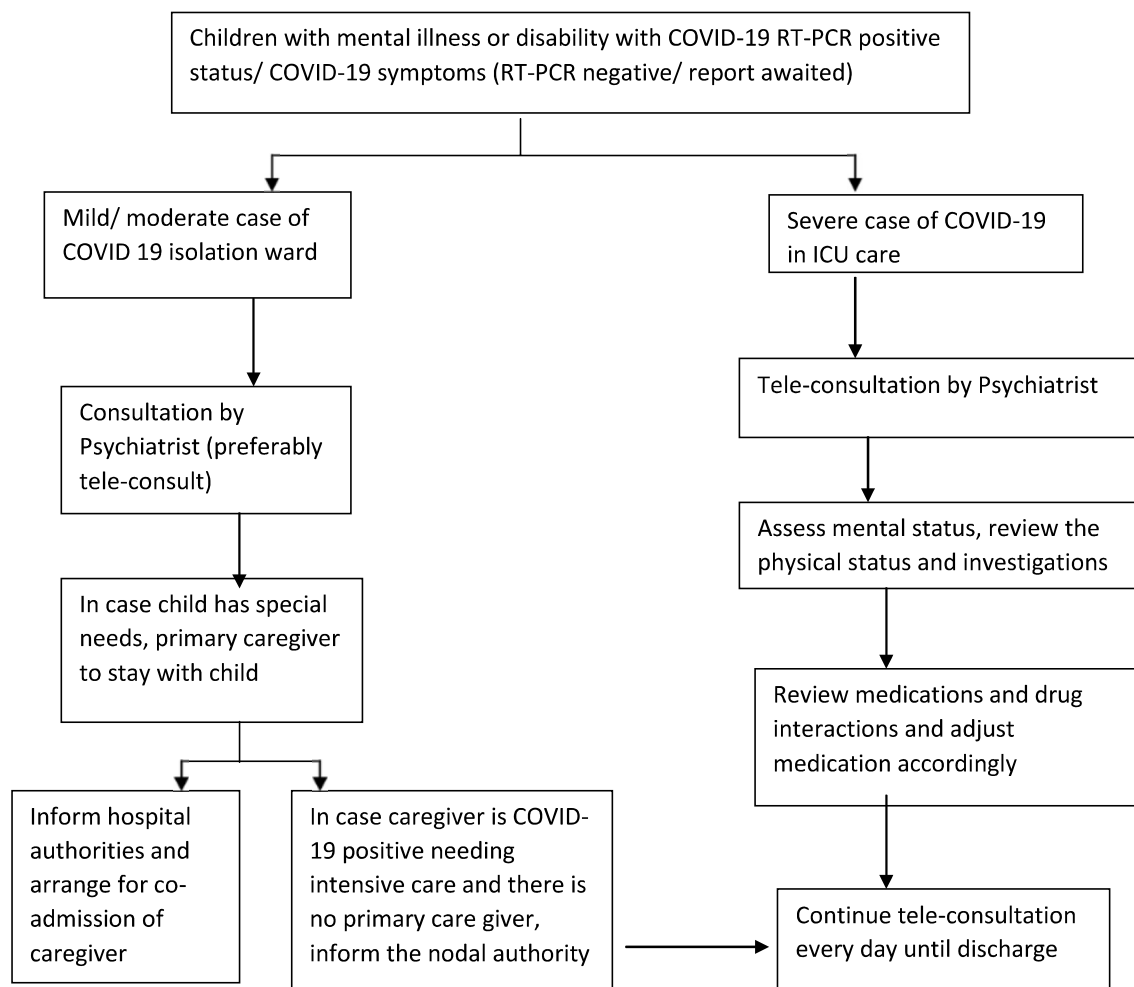 Children with mental illness or disability with COVID-19 RT-PCR positive
status/ COVID-19 symptoms (RT-PCR negative/ report awaited)
Mild/ moderate case of
COVID 19 isolation ward
Severe case of COVID-19
in ICU care
Consultation by
Psychiatrist (preferably
tele-consult)
Tele-consultation by Psychiatrist
Assess mental status, review the
physical status and investigations
In case child has special
needs, primary caregiver
to stay with child
Review medications and drug
interactions and adjust
medication accordingly
Inform hospital
authorities and
arrange for co-
admission of
caregiver
In case caregiver is COVID-
19 positive needing
intensive care and there is
no primary care giver,
inform the nodal authority
Continue tele-consultation
every day until discharge